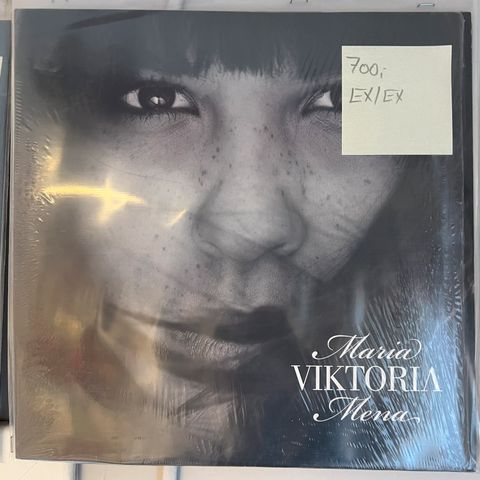 700,-
EX/EX
Maria
VIKTORIA
Mena